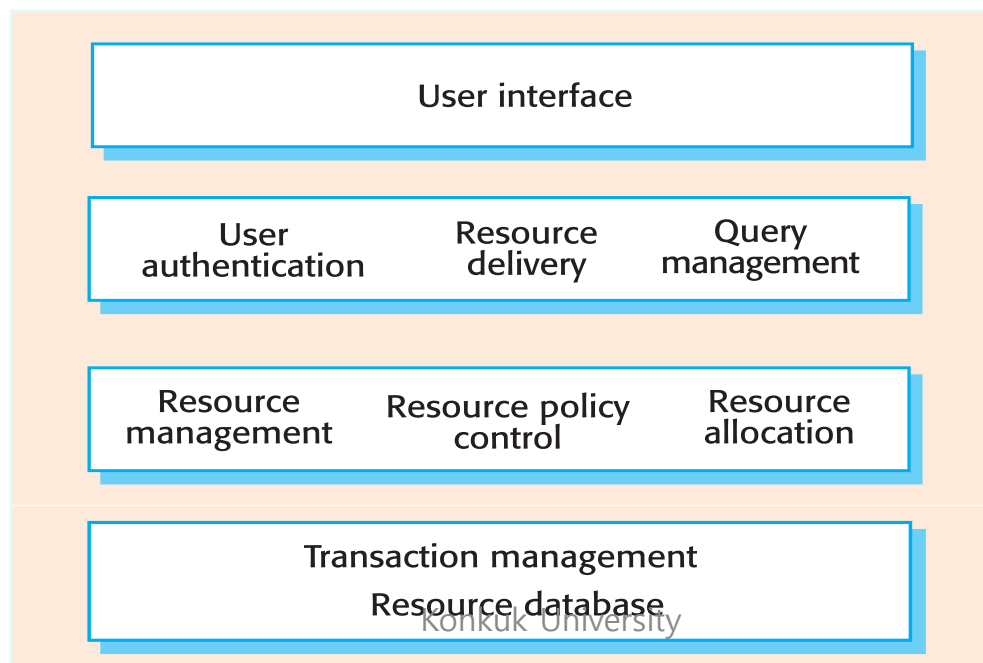 User interface
User
authentication
Resource
delivery
Query
management
Resource
management
Resource policy
control
Resource
allocation
Transaction management
Resource database
Konkuk University